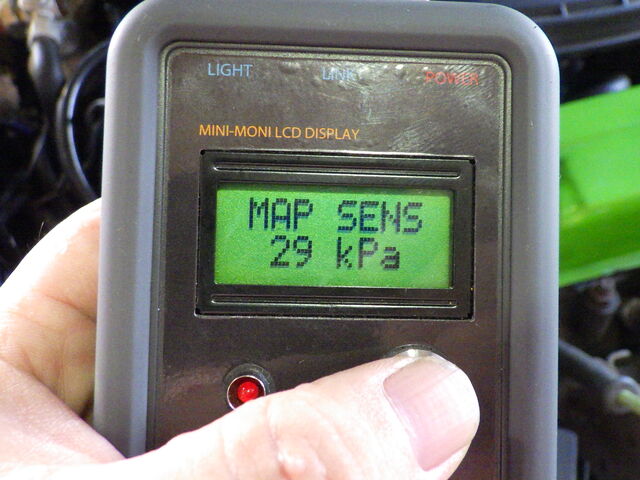 LIGHT LINK POWER
MINI-MONI LCD DISPLAY
MAP SENS
29 kPa